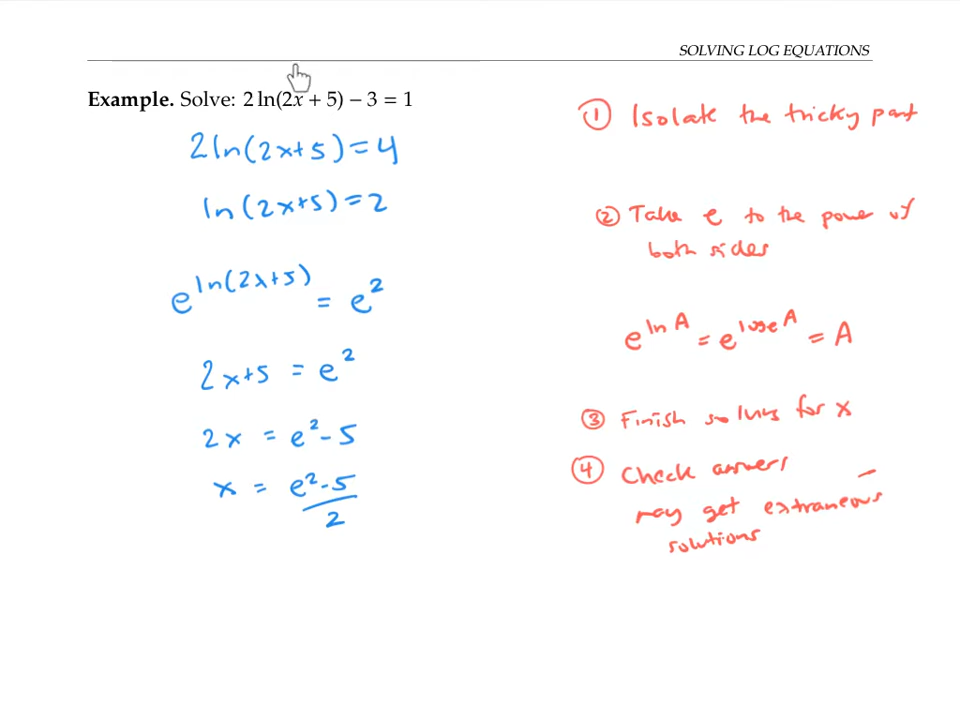 SOLVING LOG EQUATIONS
Example. Solve: 2 ln(2x + 5) − 3 = 1
2 ln(2x+5) = 4
ln(2x+5) = 2
e^{ln(2x+5)} = e^2
2x+5 = e^2
2x = e^2 - 5
x = \frac{e^2 - 5}{2}
① Isolate the tricky part
② Take e to the power of
both sides
e^{ln A} = e^{log_e A} = A
③ Finish solving for x
④ Check answers
may get extraneous
solutions